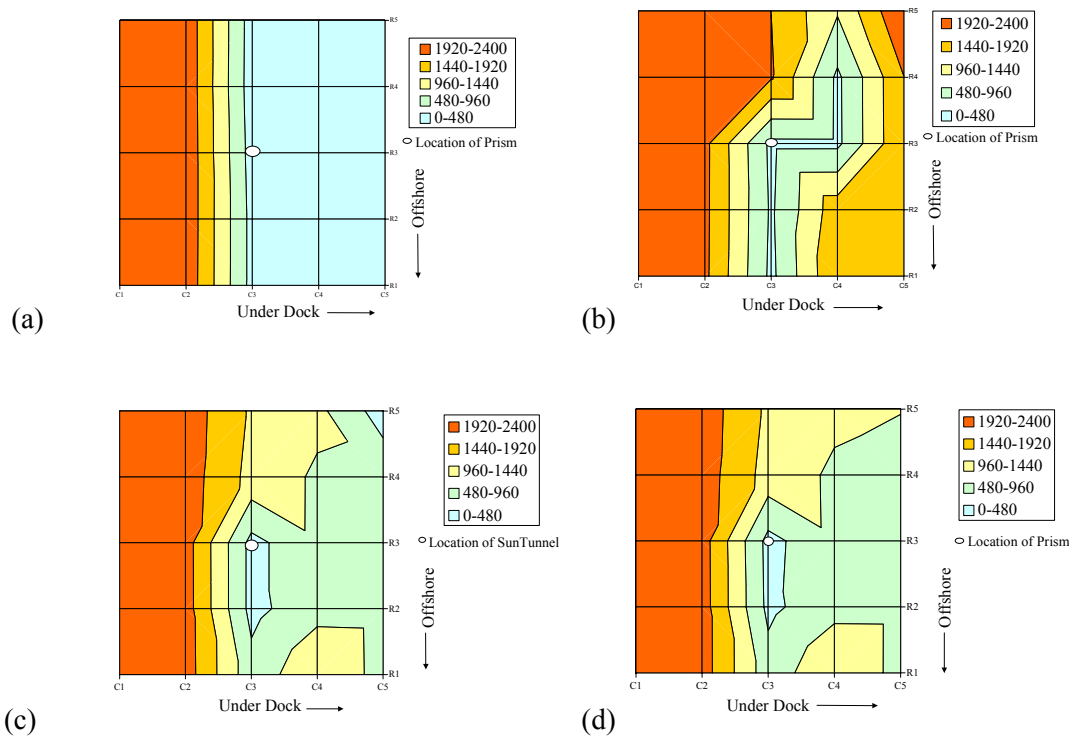 R5
R4
R3
R2
R1
C1 C2 C3 C4 C5
1920-2400
1440-1920
960-1440
480-960
0-480
Location of Prism
Offshore
Under Dock
(a)
R5
R4
R3
R2
R1
C1 C2 C3 C4 C5
1920-2400
1440-1920
960-1440
480-960
0-480
Location of Prism
Offshore
Under Dock
(b)
R5
R4
R3
R2
R1
C1 C2 C3 C4 C5
1920-2400
1440-1920
960-1440
480-960
0-480
Location of SunTunnel
Offshore
Under Dock
(c)
R5
R4
R3
R2
R1
C1 C2 C3 C4 C5
1920-2400
1440-1920
960-1440
480-960
0-480
Location of Prism
Offshore
Under Dock
(d)